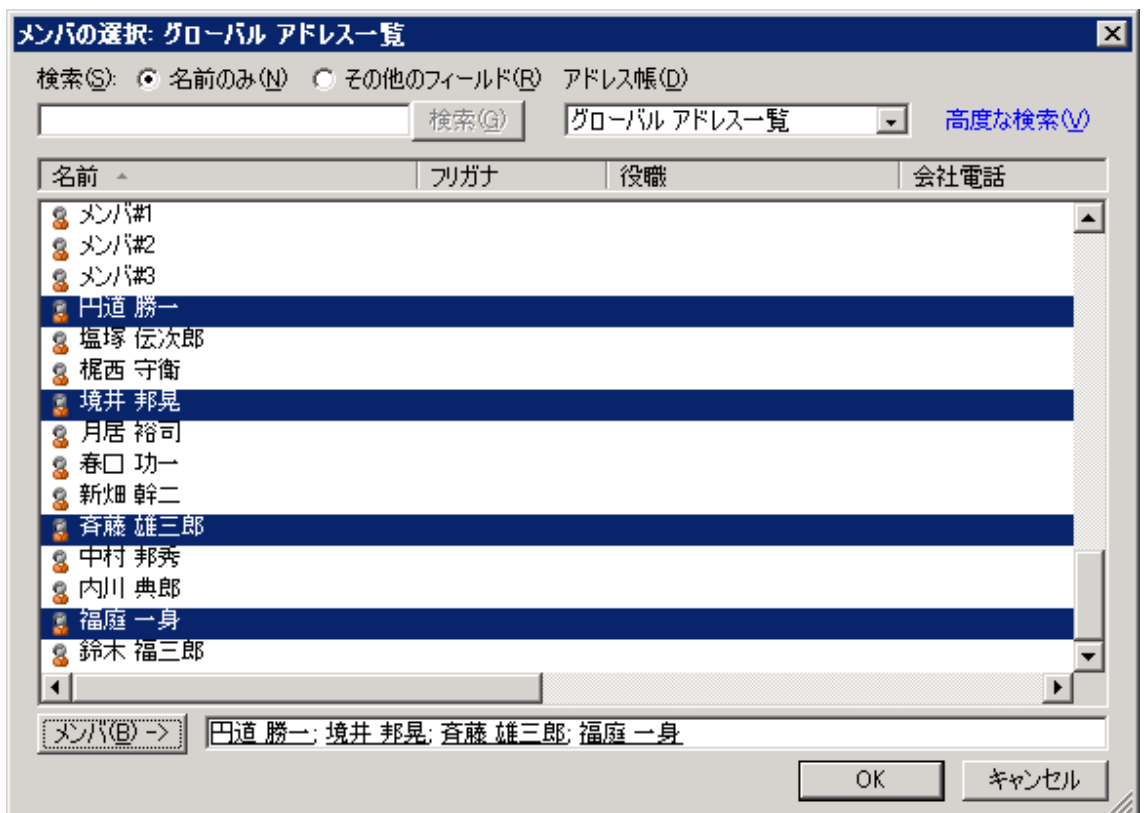 メンバの選択: グローバル アドレス一覧
検索(S): 名前のみ(N) その他のフィールド(R) アドレス帳(D)
検索(G) グローバル アドレス一覧 高度な検索(V)
名前 フリガナ 役職 会社電話
メンバ#1
メンバ#2
メンバ#3
円道 勝一
塩塚 伝次郎
梶西 守衛
境井 邦晃
月居 裕司
春口 功一
新畑 幹二
斉藤 雄三郎
中村 邦秀
内川 典郎
福庭 一身
鈴木 福三郎
メンバ(B) -> 円道 勝一; 境井 邦晃; 斉藤 雄三郎; 福庭 一身
OK キャンセル